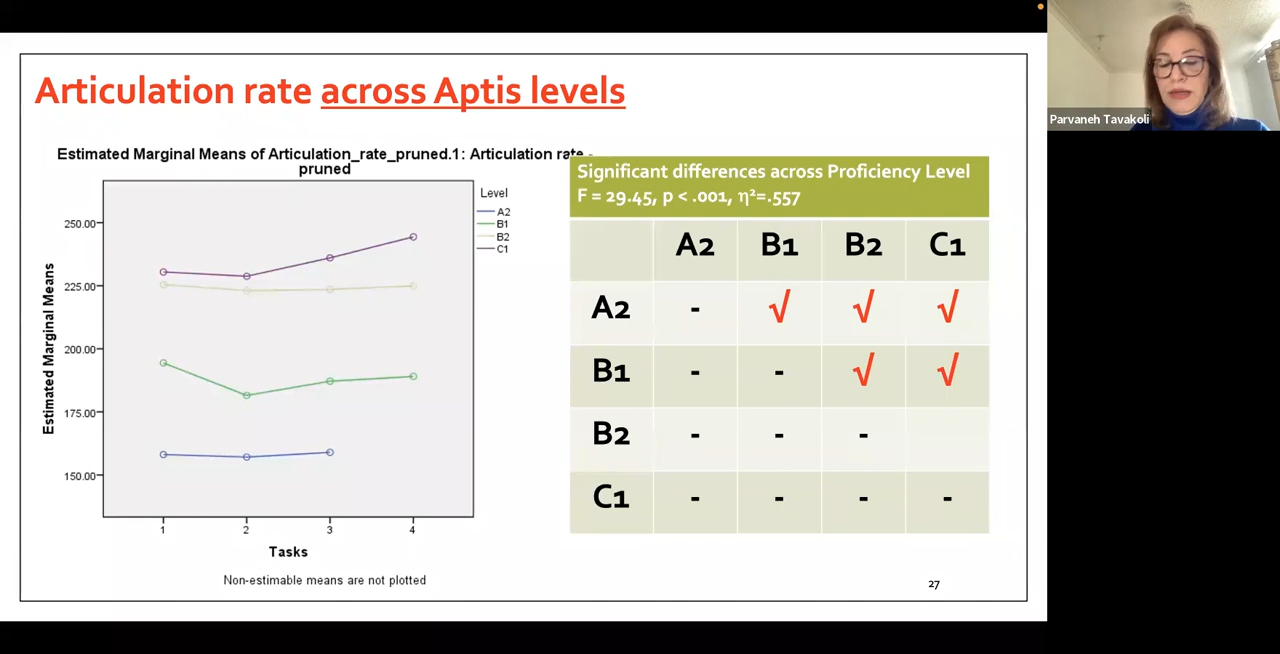 Articulation rate across Aptis levels
Parvaneh Tavakoli
Estimated Marginal Means of Articulation_rate_pruned.1: Articulation rate -
pruned
Level
A2
B1
B2
C1
250.00
225.00
200.00
175.00
150.00
Estimated Marginal Means
1 2 3 4
Tasks
Non-estimable means are not plotted
Significant differences across Proficiency Level
F = 29.45, p < .001, η²=.557
A2 B1 B2 C1
A2 - √ √ √
B1 - - √ √
B2 - - -
C1 - - - -
27